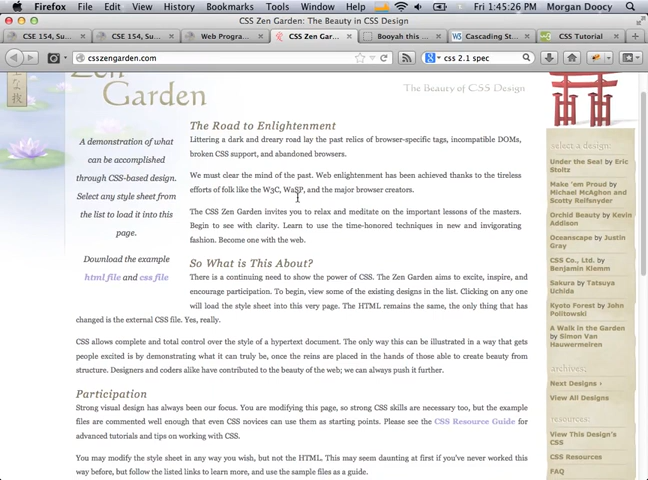 Firefox File Edit View History Bookmarks Tools Window Help Fri 1:45:26 PM Morgan Doocy
CSS Zen Garden: The Beauty in CSS Design
CSE 154, Su...
CSE 154, Su...
Web Program...
CSS Zen Gar...
Booyah this ...
Cascading St...
CSS Tutorial
csszengarden.com
css 2.1 spec
Zen
Garden
The Beauty of CSS Design
A demonstration of what
can be accomplished
through CSS-based design.
Select any style sheet from
the list to load it into this
page.
Download the example
html file and css file
The Road to Enlightenment
Littering a dark and dreary road lay the past relics of browser-specific tags, incompatible DOMs,
broken CSS support, and abandoned browsers.
We must clear the mind of the past. Web enlightenment has been achieved thanks to the tireless
efforts of folk like the W3C, WaSP, and the major browser creators.
The CSS Zen Garden invites you to relax and meditate on the important lessons of the masters.
Begin to see with clarity. Learn to use the time-honored techniques in new and invigorating
fashion. Become one with the web.
So What is This About?
There is a continuing need to show the power of CSS. The Zen Garden aims to excite, inspire, and
encourage participation. To begin, view some of the existing designs in the list. Clicking on any one
will load the style sheet into this very page. The HTML remains the same, the only thing that has
changed is the external CSS file. Yes, really.
CSS allows complete and total control over the style of a hypertext document. The only way this can be illustrated in a way that gets
people excited is by demonstrating what it can truly be, once the reins are placed in the hands of those able to create beauty from
structure. Designers and coders alike have contributed to the beauty of the web; we can always push it further.
Participation
Strong visual design has always been our focus. You are modifying this page, so strong CSS skills are necessary too, but the example
files are commented well enough that even CSS novices can use them as starting points. Please see the CSS Resource Guide for
advanced tutorials and tips on working with CSS.
You may modify the style sheet in any way you wish, but not the HTML. This may seem daunting at first if you've never worked this
way before, but follow the listed links to learn more, and use the sample files as a guide.
select a design:
Under the Sea! by Eric
Stoltz
Make 'em Proud by
Michael McAghon and
Scotty Reifsnyder
Orchid Beauty by Kevin
Addison
Oceanscape by Justin
Gray
CSS Co., Ltd. by
Benjamin Klemm
Sakura by Tatsuya
Uchida
Kyoto Forest by John
Politowski
A Walk in the Garden
by Simon Van
Hauwermeiren
archives:
Next Designs ›
View All Designs
resources:
View This Design's
CSS
CSS Resources
FAQ